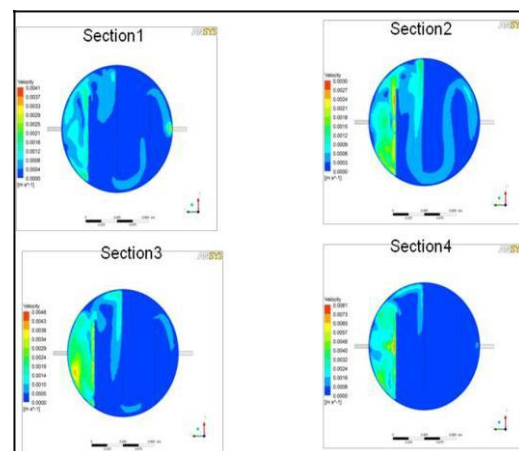 Section1
ANSYS
Velocity
0.0041
0.0037
0.0033
0.0029
0.0025
0.0021
0.0016
0.0012
0.0008
0.0004
0.0000
[m s^-1]
Section2
ANSYS
Velocity
0.0030
0.0027
0.0024
0.0021
0.0018
0.0015
0.0012
0.0009
0.0006
0.0003
0.0000
[m s^-1]
Section3
ANSYS
Velocity
0.0048
0.0043
0.0038
0.0034
0.0029
0.0024
0.0019
0.0014
0.0010
0.0005
0.0000
[m s^-1]
Section4
ANSYS
Velocity
0.0081
0.0073
0.0065
0.0057
0.0048
0.0040
0.0032
0.0024
0.0016
0.0008
0.0000
[m s^-1]